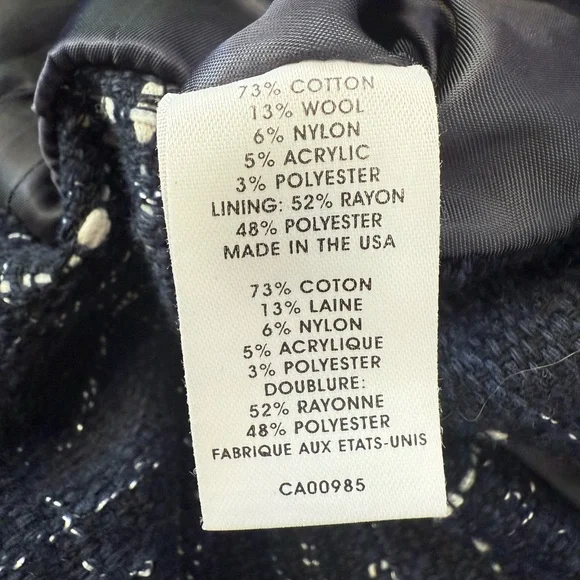 73% COTTON
13% WOOL
6% NYLON
5% ACRYLIC
3% POLYESTER
LINING: 52% RAYON
48% POLYESTER
MADE IN THE USA
73% COTON
13% LAINE
6% NYLON
5% ACRYLIQUE
3% POLYESTER
DOUBLURE:
52% RAYONNE
48% POLYESTER
FABRIQUE AUX ETATS-UNIS
CA00985